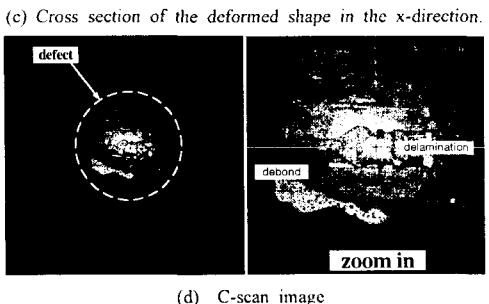 (c) Cross section of the deformed shape in the x-direction.
defect
delamination
debond
zoom in
(d) C-scan image